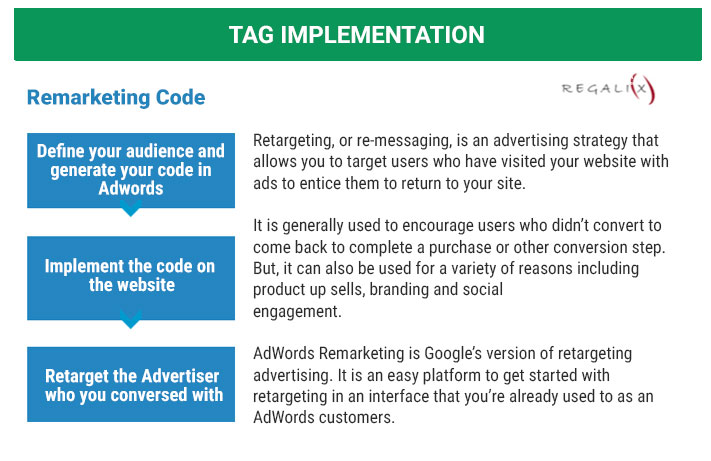 TAG IMPLEMENTATION
Remarketing Code
REGALIX
Define your audience and
generate your code in
Adwords
Retargeting, or re-messaging, is an advertising strategy that
allows you to target users who have visited your website with
ads to entice them to return to your site.
Implement the code on
the website
It is generally used to encourage users who didn’t convert to
come back to complete a purchase or other conversion step.
But, it can also be used for a variety of reasons including
product up sells, branding and social
engagement.
Retarget the Advertiser
who you conversed with
AdWords Remarketing is Google’s version of retargeting
advertising. It is an easy platform to get started with
retargeting in an interface that you’re already used to as an
AdWords customers.